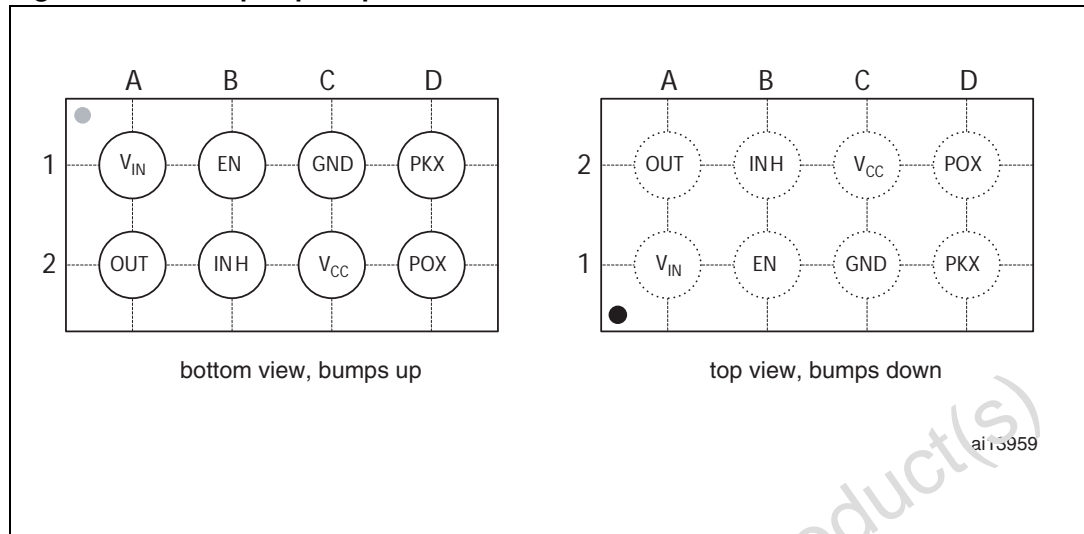 A B C D
1 V_IN EN GND PKX
2 OUT INH V_CC POX
bottom view, bumps up
A B C D
2 OUT INH V_CC POX
1 V_IN EN GND PKX
top view, bumps down